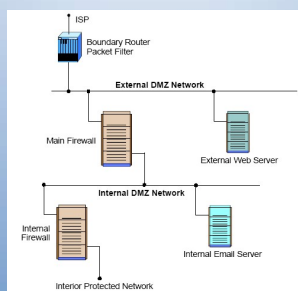 ISP
Boundary Router
Packet Filter
External DMZ Network
Main Firewall
External Web Server
Internal DMZ Network
Internal
Firewall
Internal Email Server
Interior Protected Network